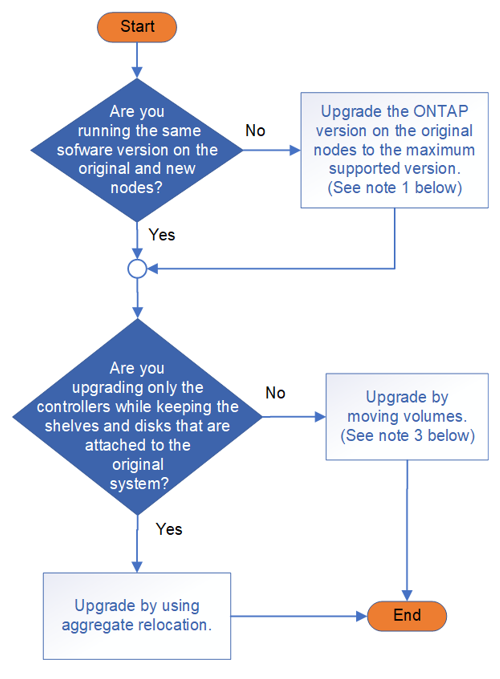 Start
Are you
running the same
sofware version on the
original and new
nodes?
No
Upgrade the ONTAP
version on the original
nodes to the maximum
supported version.
(See note 1 below)
Yes
Are you
upgrading only the
controllers while keeping the
shelves and disks that are
attached to the
original
system?
No
Upgrade by
moving volumes.
(See note 3 below)
Yes
Upgrade by using
aggregate relocation.
End